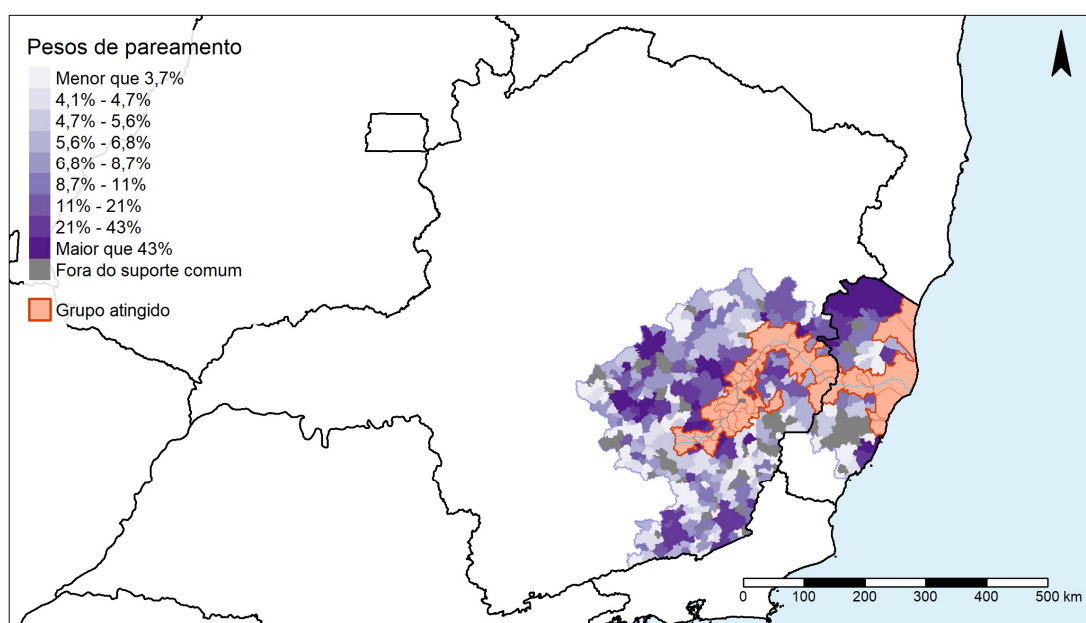 Pesos de pareamento
Menor que 3,7%
4,1% - 4,7%
4,7% - 5,6%
5,6% - 6,8%
6,8% - 8,7%
8,7% - 11%
11% - 21%
21% - 43%
Maior que 43%
Fora do suporte comum
Grupo atingido
0 100 200 300 400 500 km